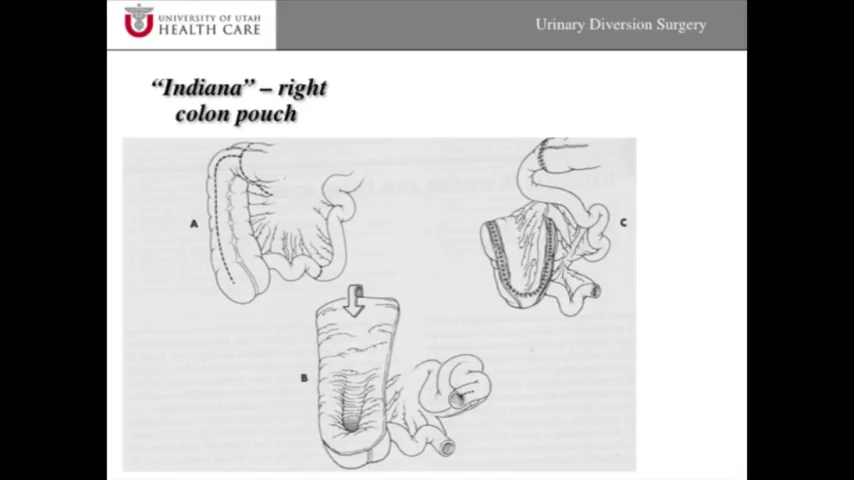 UNIVERSITY OF UTAH
HEALTH CARE
Urinary Diversion Surgery
“Indiana” – right
colon pouch
A
C
B